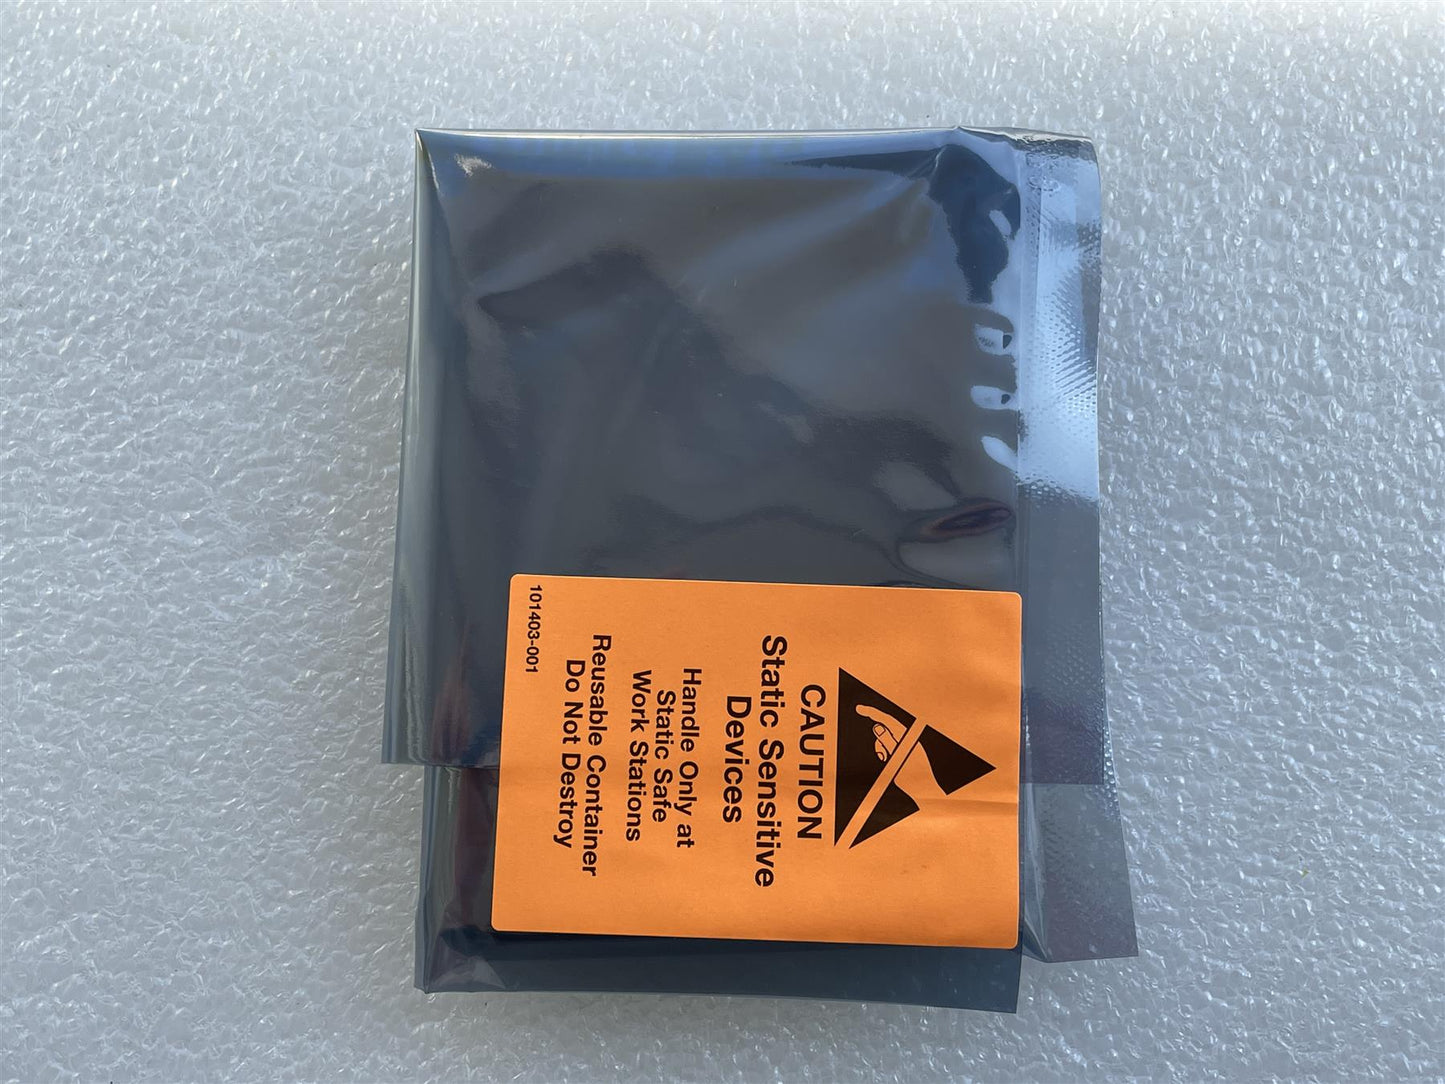 CAUTION
Static Sensitive
Devices
Handle Only at
Static Safe
Work Stations
Reusable Container
Do Not Destroy
101403-001